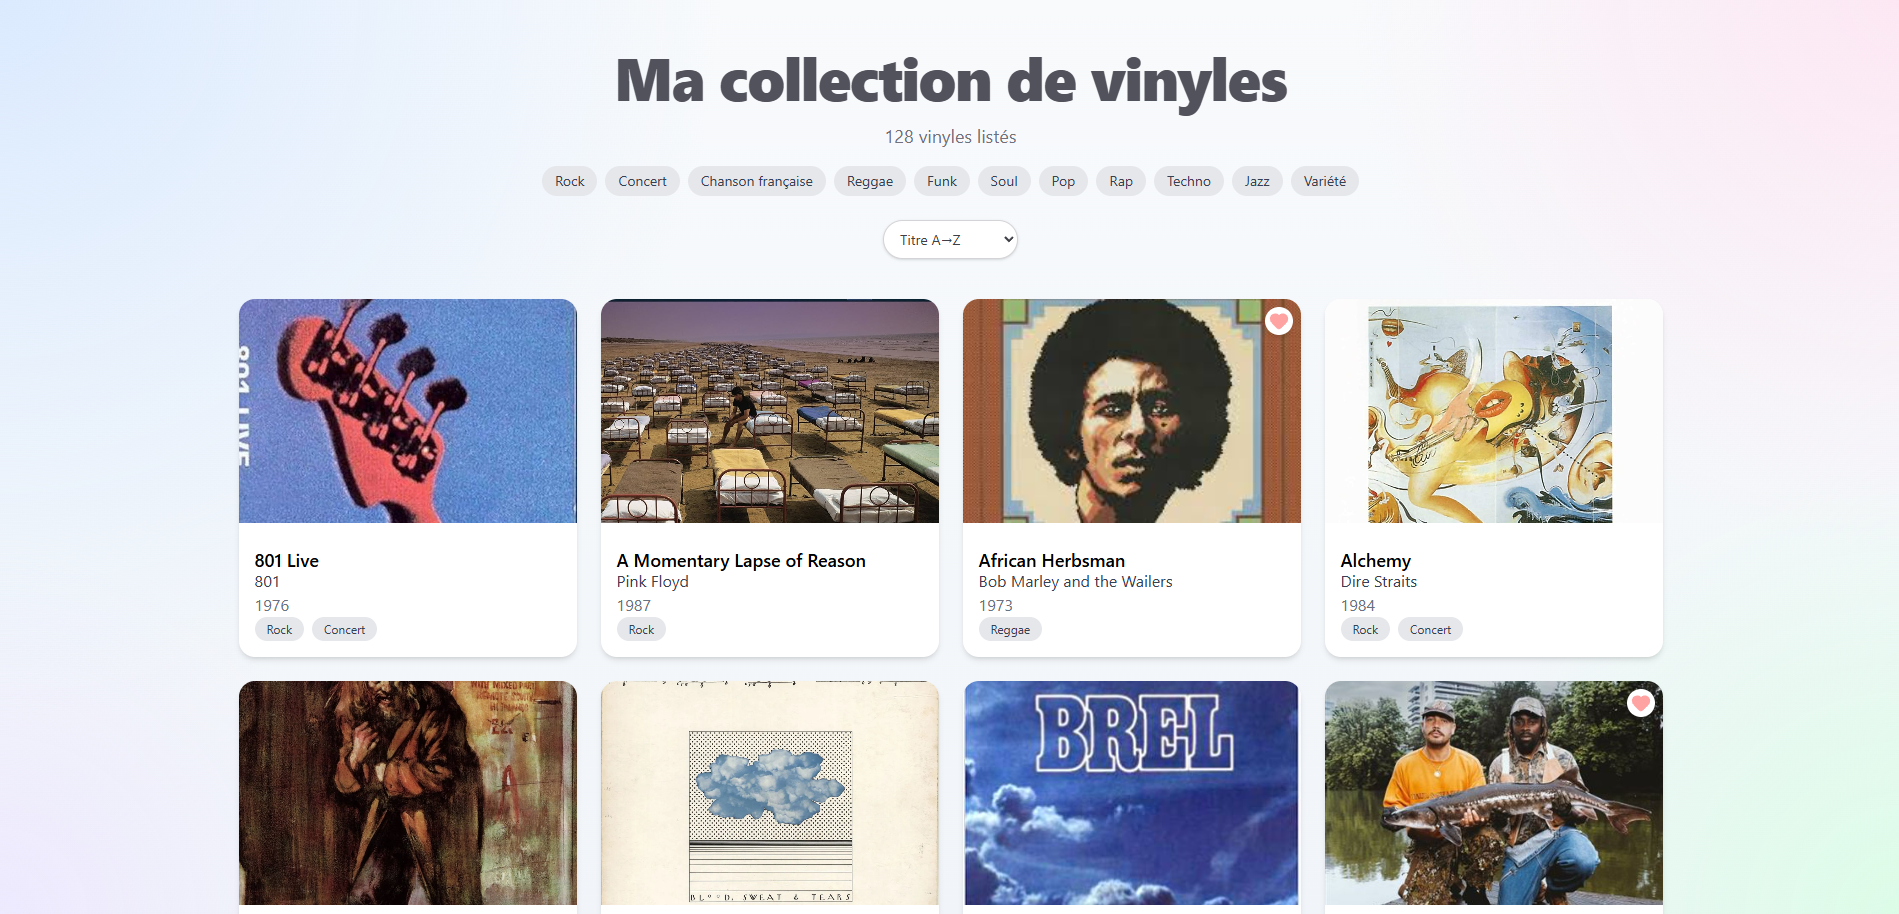 Ma collection de vinyles
128 vinyles listés
Rock Concert Chanson française Reggae Funk Soul Pop Rap Techno Jazz Variété
Titre A→Z
801 LIVE
801 Live
801
1976
Rock Concert
A Momentary Lapse of Reason
Pink Floyd
1987
Rock
African Herbsman
Bob Marley and the Wailers
1973
Reggae
Alchemy
Dire Straits
1984
Rock Concert
BLOOD, SWEAT & TEARS
BREL